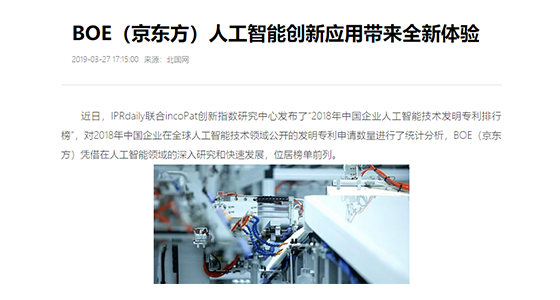 BOE（京东方）人工智能创新应用带来全新体验
2019-03-27 17:15:00 来源：北国网
近日，IPRdaily联合incoPat创新指数研究中心发布了“2018年中国企业人工智能技术发明专利排行
榜”，对2018年中国企业在全球人工智能技术领域公开的发明专利申请数量进行了统计分析，BOE（京东
方）凭借在人工智能领域的深入研究和快速发展，位居榜单前列。